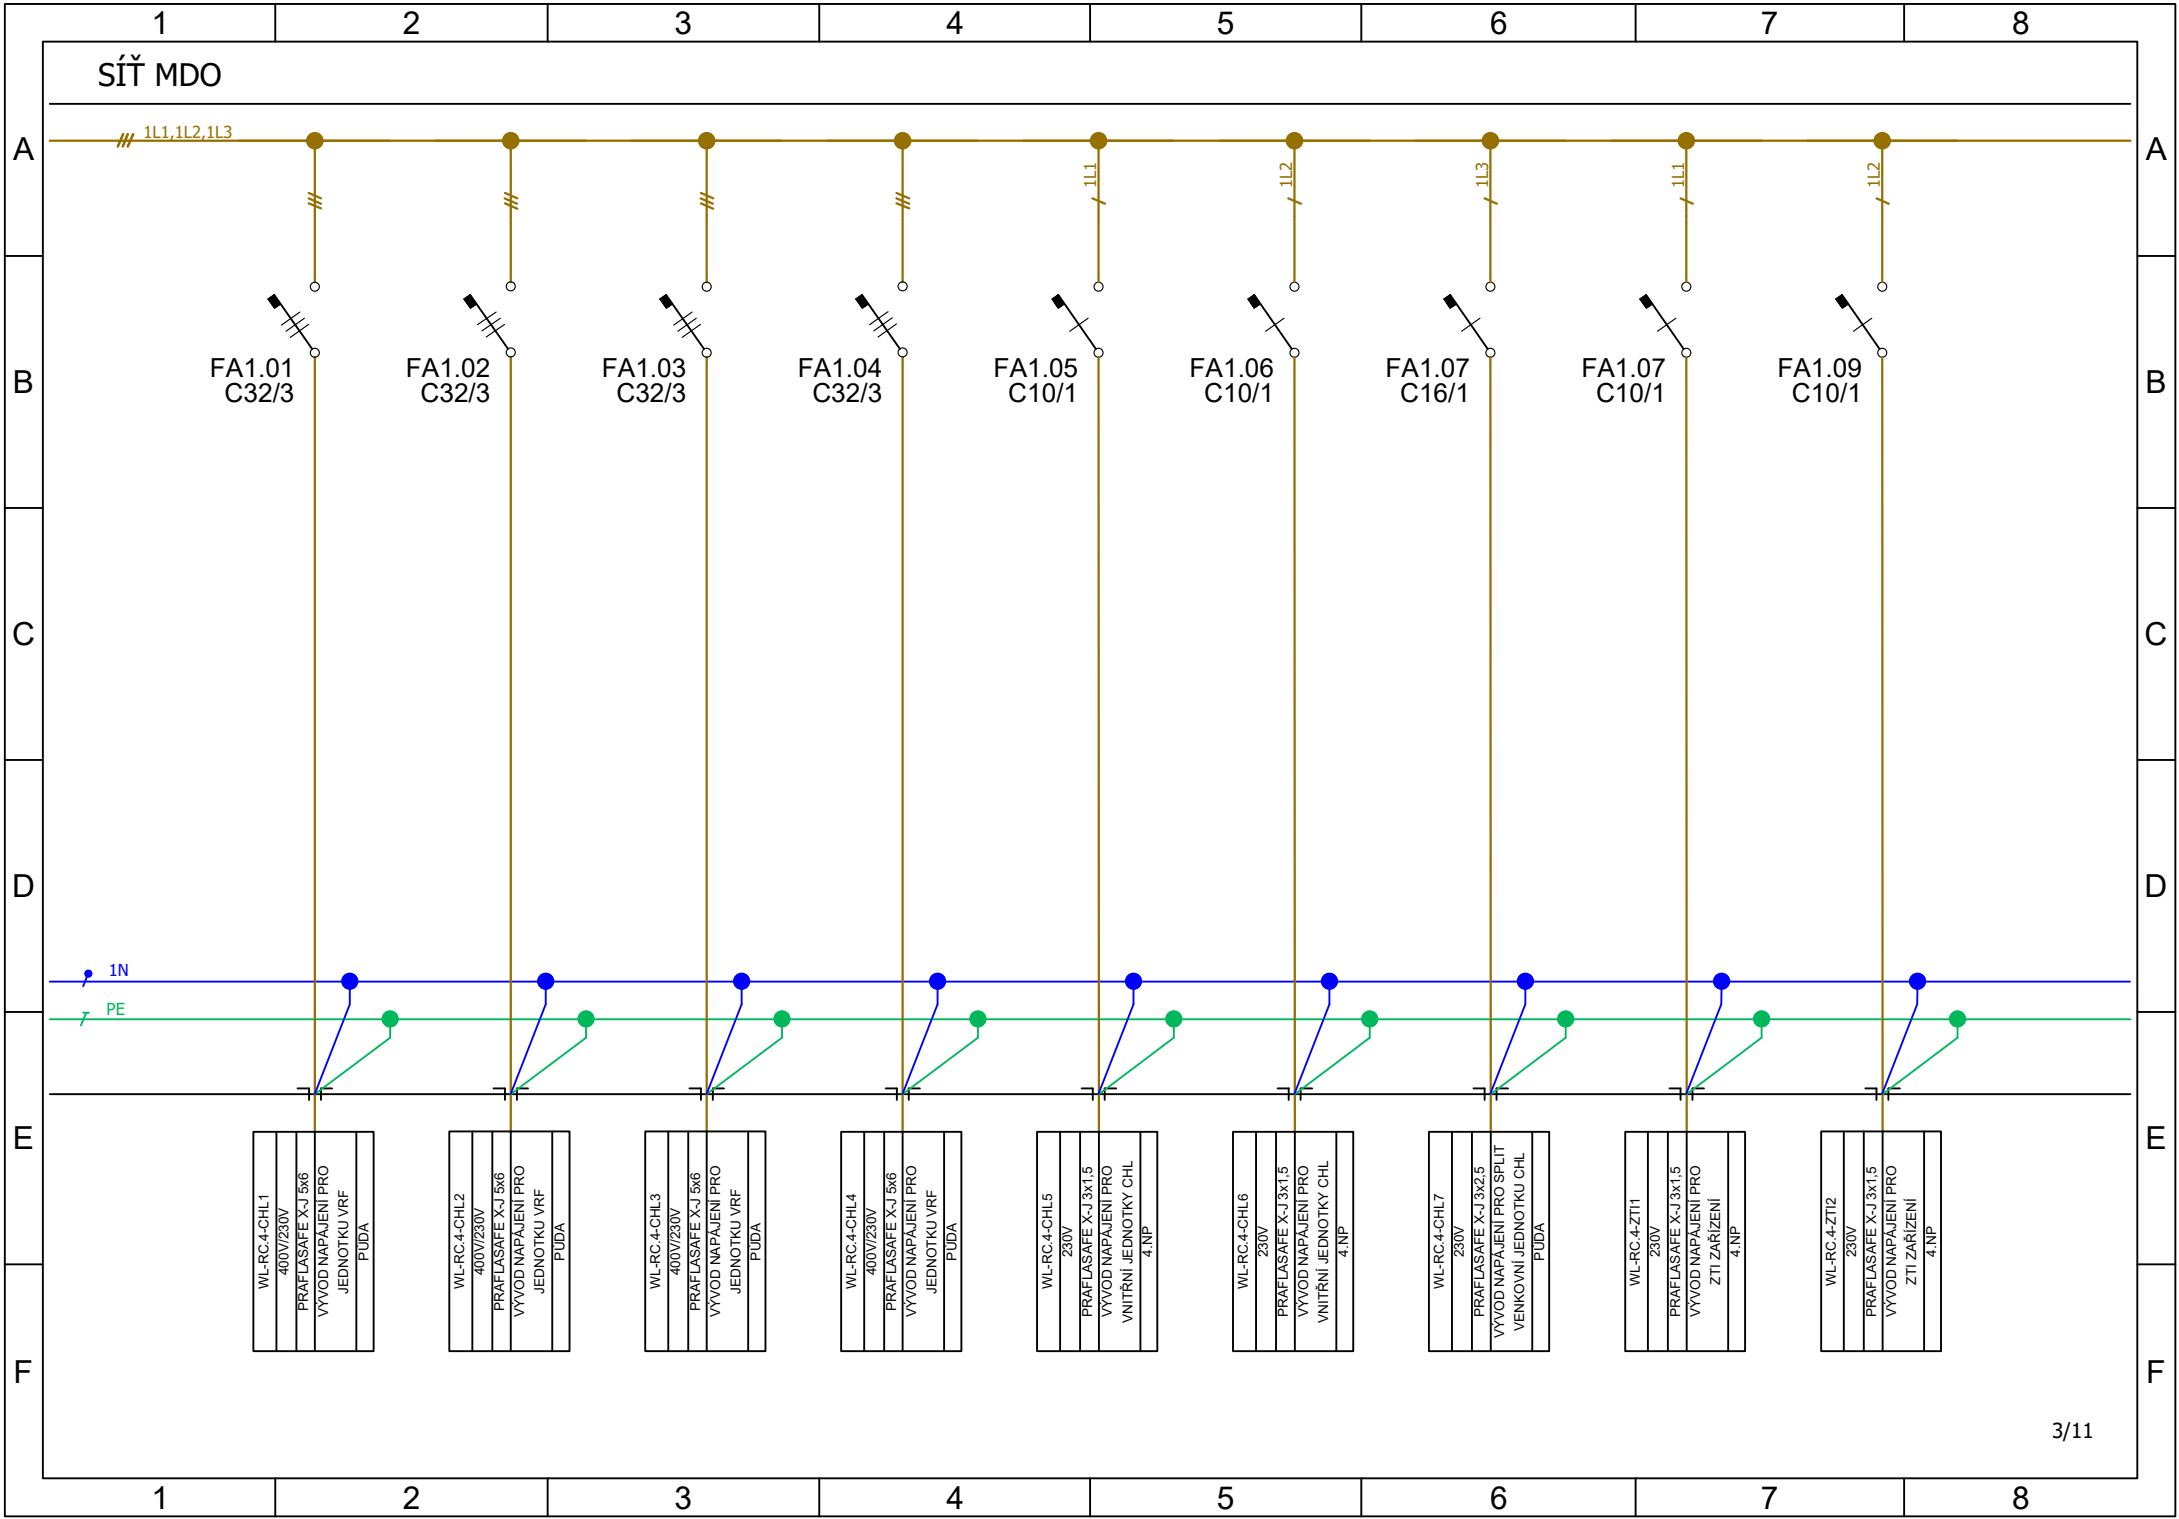 1 2 3 4 5 6 7 8
SÍŤ MDO
A A
1L1,1L2,1L3
1L1 1L2 1L3 1L1 1L2
B B
FA1.01
C32/3
FA1.02
C32/3
FA1.03
C32/3
FA1.04
C32/3
FA1.05
C10/1
FA1.06
C10/1
FA1.07
C16/1
FA1.07
C10/1
FA1.09
C10/1
C C
D D
1N
PE
E E
WL-RC.4-CHL1
400V/230V
PRAFLASAFE X-J 5x6
VÝVOD NAPÁJENÍ PRO
JEDNOTKU VRF
PUDA
WL-RC.4-CHL2
400V/230V
PRAFLASAFE X-J 5x6
VÝVOD NAPÁJENÍ PRO
JEDNOTKU VRF
PUDA
WL-RC.4-CHL3
400V/230V
PRAFLASAFE X-J 5x6
VÝVOD NAPÁJENÍ PRO
JEDNOTKU VRF
PUDA
WL-RC.4-CHL4
400V/230V
PRAFLASAFE X-J 5x6
VÝVOD NAPÁJENÍ PRO
JEDNOTKU VRF
PUDA
WL-RC.4-CHL5
230V
PRAFLASAFE X-J 3x1,5
VÝVOD NAPÁJENÍ PRO
VNITŘNÍ JEDNOTKY CHL
4.NP
WL-RC.4-CHL6
230V
PRAFLASAFE X-J 3x1,5
VÝVOD NAPÁJENÍ PRO
VNITŘNÍ JEDNOTKY CHL
4.NP
WL-RC.4-CHL7
230V
PRAFLASAFE X-J 3x2,5
VÝVOD NAPÁJENÍ PRO SPLIT
VENKOVNÍ JEDNOTKU CHL
PUDA
WL-RC.4-ZTI1
230V
PRAFLASAFE X-J 3x1,5
VÝVOD NAPÁJENÍ PRO
ZTI ZAŘÍZENÍ
4.NP
WL-RC.4-ZTI2
230V
PRAFLASAFE X-J 3x1,5
VÝVOD NAPÁJENÍ PRO
ZTI ZAŘÍZENÍ
4.NP
F F
3/11
1 2 3 4 5 6 7 8